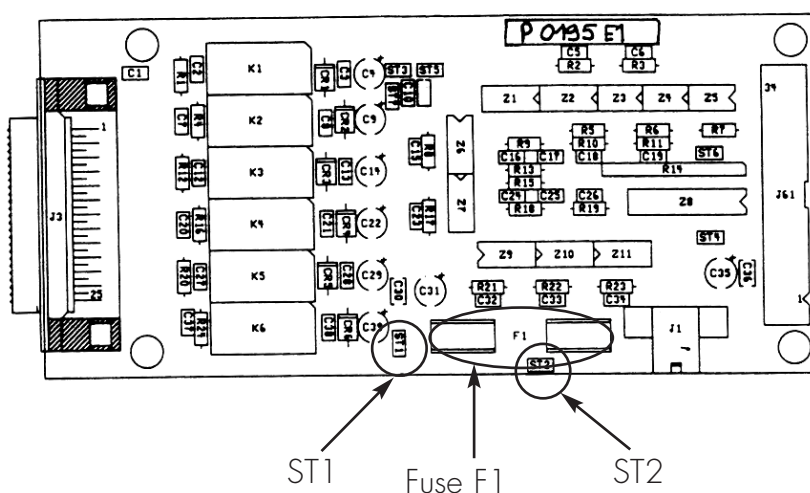 P 0195 E1
C5 C6
R2 R3
C1 R1 C2 K1 CR1 C3 C4 ST3 ST5
C10
Z1 Z2 Z3 Z4 Z5
34
C7 R4 K2 C8 CR2 C9
R5 R6 R7
1 R9 R10 R11
C15 R8 Z6
C16 C17 C18 C19 ST6
R12 C12 K3 CR3 C13 C14
R13 R14
R15
J3 Z7 C24 C25 C26 Z8 J61
C20 R16 K4 C21 CR4 C22 C23 R17 R18 R19
ST4
Z9 Z10 Z11
R20 C27 K5 CR5 C28 C29 C30 C31
R21 R22 R23
C35 C36
25 C32 C33 C34 1
C37 R24 K6 C38 CR6 C39
ST1 F1 J1
ST2
ST1 Fuse F1 ST2